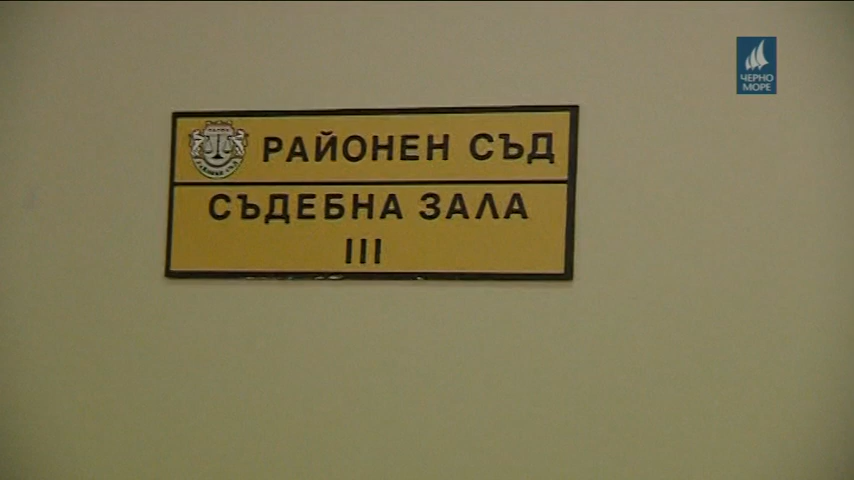 ЧЕРНО
МОРЕ
РАЙОНЕН СЪД
СЪДЕБНА ЗАЛА
III